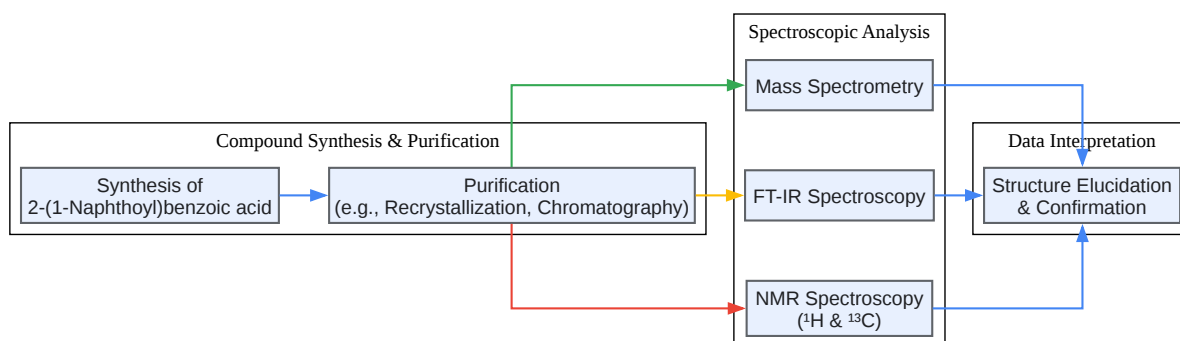 Spectroscopic Analysis
Mass Spectrometry
Compound Synthesis & Purification
Data Interpretation
Synthesis of
2-(1-Naphthoyl)benzoic acid
Purification
(e.g., Recrystallization, Chromatography)
FT-IR Spectroscopy
Structure Elucidation
& Confirmation
NMR Spectroscopy
(¹H & ¹³C)